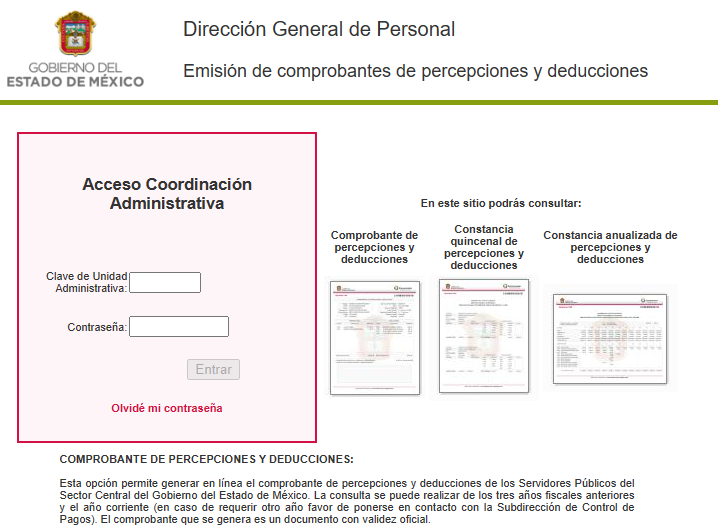 GOBIERNO DEL
ESTADO DE MÉXICO
Dirección General de Personal
Emisión de comprobantes de percepciones y deducciones
Acceso Coordinación
Administrativa
Clave de Unidad
Administrativa:
Contraseña:
Entrar
Olvidé mi contraseña
En este sitio podrás consultar:
Comprobante de
percepciones y
deducciones
Constancia
quincenal de
percepciones y
deducciones
Constancia anualizada de
percepciones y
deducciones
COMPROBANTE DE PERCEPCIONES Y DEDUCCIONES:
Esta opción permite generar en línea el comprobante de percepciones y deducciones de los Servidores Públicos del
Sector Central del Gobierno del Estado de México. La consulta se puede realizar de los tres años fiscales anteriores
y el año corriente (en caso de requerir otro año favor de ponerse en contacto con la Subdirección de Control de
Pagos). El comprobante que se genera es un documento con validez oficial.